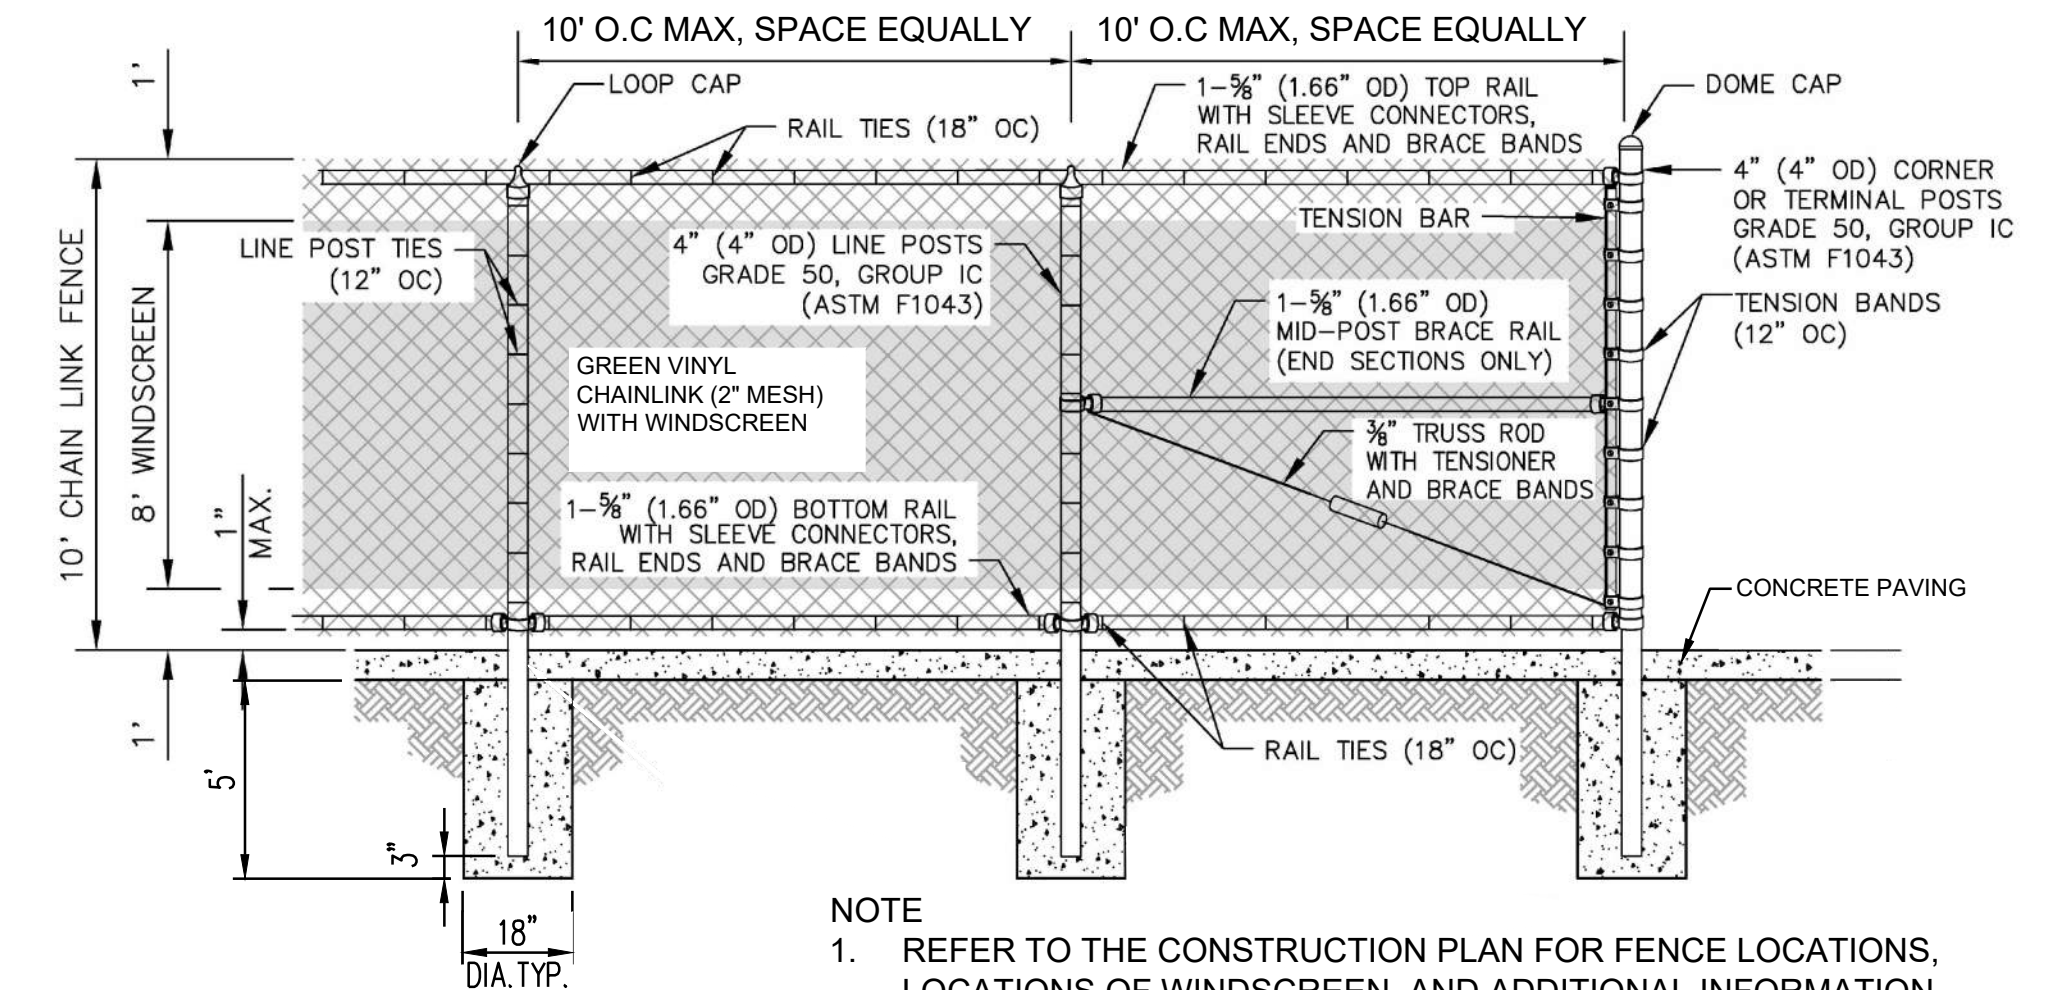 10' O.C MAX, SPACE EQUALLY
10' O.C MAX, SPACE EQUALLY
1'
LOOP CAP
RAIL TIES (18" OC)
1-⅝" (1.66" OD) TOP RAIL
WITH SLEEVE CONNECTORS,
RAIL ENDS AND BRACE BANDS
DOME CAP
4" (4" OD) CORNER
OR TERMINAL POSTS
GRADE 50, GROUP IC
(ASTM F1043)
TENSION BAR
LINE POST TIES
(12" OC)
4" (4" OD) LINE POSTS
GRADE 50, GROUP IC
(ASTM F1043)
1-⅝" (1.66" OD)
MID-POST BRACE RAIL
(END SECTIONS ONLY)
TENSION BANDS
(12" OC)
10' CHAIN LINK FENCE
8' WINDSCREEN
1"
MAX.
GREEN VINYL
CHAINLINK (2" MESH)
WITH WINDSCREEN
⅜" TRUSS ROD
WITH TENSIONER
AND BRACE BANDS
1-⅝" (1.66" OD) BOTTOM RAIL
WITH SLEEVE CONNECTORS,
RAIL ENDS AND BRACE BANDS
CONCRETE PAVING
1'
5'
3"
RAIL TIES (18" OC)
18"
DIA. TYP.
NOTE
1. REFER TO THE CONSTRUCTION PLAN FOR FENCE LOCATIONS,
LOCATIONS OF WINDSCREEN, AND ADDITIONAL INFORMATION